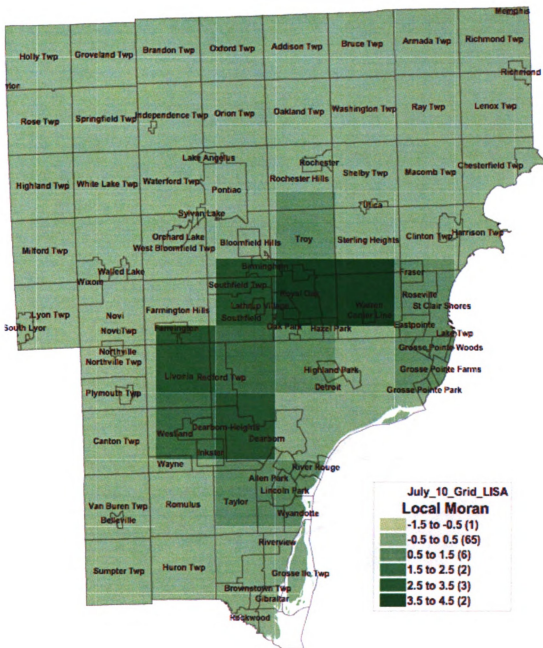 Memphis
Holly Twp Groveland Twp Brandon Twp Oxford Twp Addison Twp Bruce Twp Armada Twp Richmond Twp
Richmond
Rose Twp Springfield Twp Independence Twp Orion Twp Oakland Twp Washington Twp Ray Twp Lenox Twp
Lake Angelus Rochester Chesterfield Twp
Highland Twp White Lake Twp Waterford Twp Pontiac Rochester Hills Shelby Twp Macomb Twp
Sylvan Lake Utica
Orchard Lake Bloomfield Hills Troy Sterling Heights Clinton Twp Harrison Twp
Milford Twp West Bloomfield Twp
Walled Lake Birmingham Fraser
Wixom Southfield Twp Royal Oak Roseville
Lathrup Village Warren St Clair Shores
Lyon Twp Novi Farmington Hills Southfield Center Line
South Lyon Novi Twp Farmington Oak Park Hazel Park Eastpointe Lake Twp
Northville Grosse Pointe Woods
Northville Twp Highland Park Grosse Pointe Farms
Livonia Redford Twp Detroit
Plymouth Twp Grosse Pointe Park
Dearborn Heights
Canton Twp Westland Dearborn
Inkster
Wayne River Rouge
Allen Park
Lincoln Park
Van Buren Twp Romulus Taylor
Belleville Wyandotte
Riverview
Sumpter Twp Huron Twp Grosse Ile Twp
Brownstown Twp
Gibraltar
Rockwood
July_10_Grid_LISA
Local Moran
-1.5 to -0.5 (1)
-0.5 to 0.5 (65)
0.5 to 1.5 (6)
1.5 to 2.5 (2)
2.5 to 3.5 (3)
3.5 to 4.5 (2)